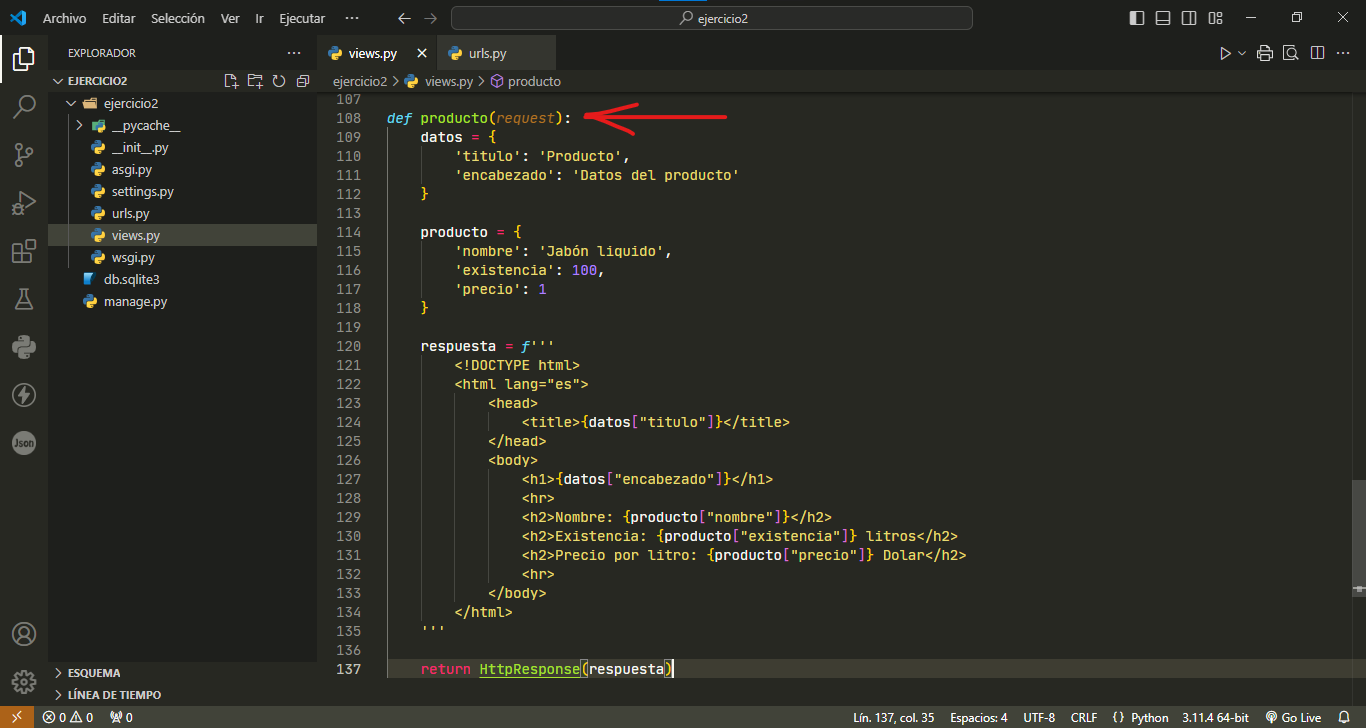 Archivo Editar Selección Ver Ir Ejecutar ··· ejercicio2
EXPLORADOR ···
EJERCICIO2
ejercicio2
__pycache__
__init__.py
asgi.py
settings.py
urls.py
views.py
wsgi.py
db.sqlite3
manage.py
ESQUEMA
LÍNEA DE TIEMPO
Json
views.py urls.py
ejercicio2 > views.py > producto
107
108 def producto(request):
109     datos = {
110         'titulo': 'Producto',
111         'encabezado': 'Datos del producto'
112     }
113
114     producto = {
115         'nombre': 'Jabón liquido',
116         'existencia': 100,
117         'precio': 1
118     }
119
120     respuesta = f'''
121         <!DOCTYPE html>
122         <html lang="es">
123             <head>
124                 <title>{datos["titulo"]}</title>
125             </head>
126             <body>
127                 <h1>{datos["encabezado"]}</h1>
128                 <hr>
129                 <h2>Nombre: {producto["nombre"]}</h2>
130                 <h2>Existencia: {producto["existencia"]} litros</h2>
131                 <h2>Precio por litro: {producto["precio"]} Dolar</h2>
132                 <hr>
133             </body>
134         </html>
135     '''
136
137     return HttpResponse(respuesta)
0 0 0 Lín. 137, col. 35 Espacios: 4 UTF-8 CRLF {} Python 3.11.4 64-bit Go Live